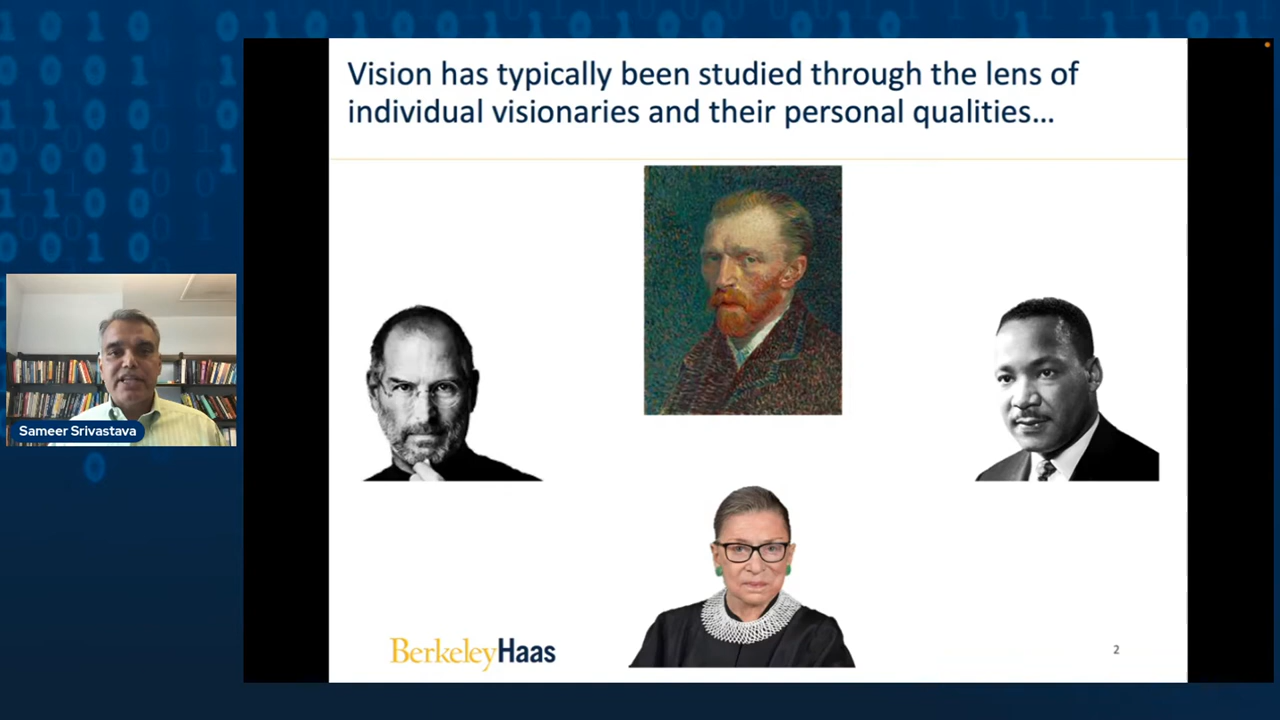 Vision has typically been studied through the lens of
individual visionaries and their personal qualities…
Sameer Srivastava
BerkeleyHaas
2